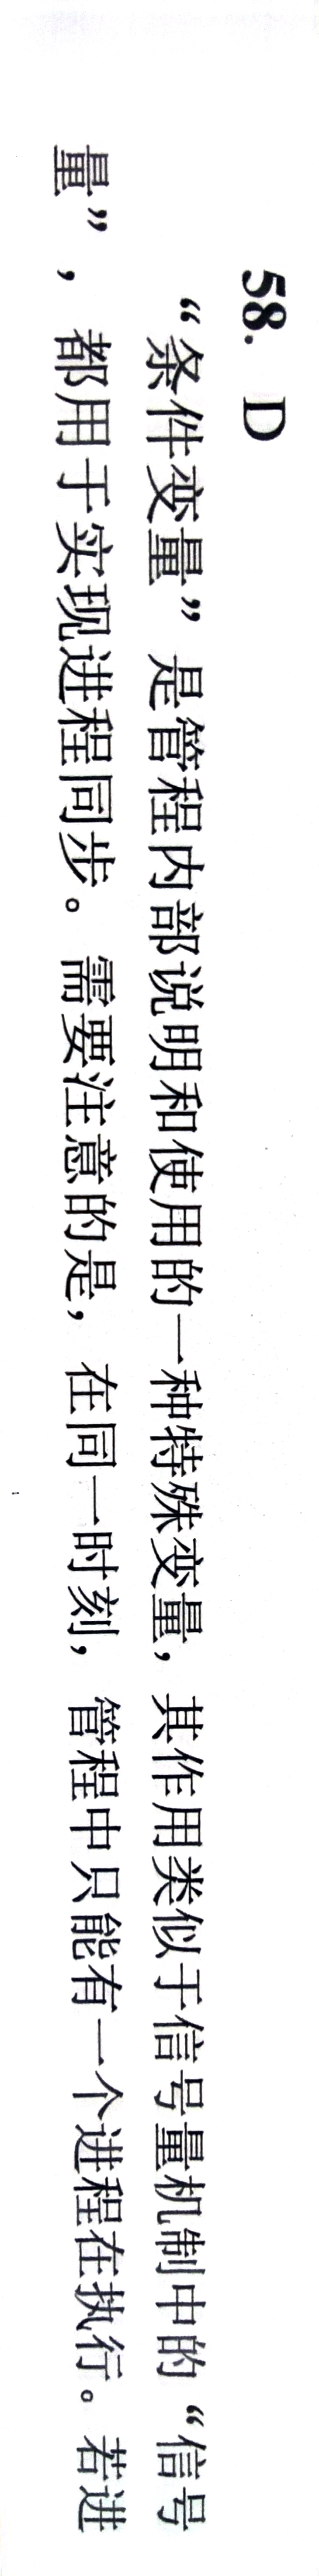 58. D
“条件变量”是管程内部说明和使用的一种特殊变量，其作用类似于信号量机制中的“信号
量”，都用于实现进程同步。需要注意的是，在同一时刻，管程中只能有一个进程在执行。若进